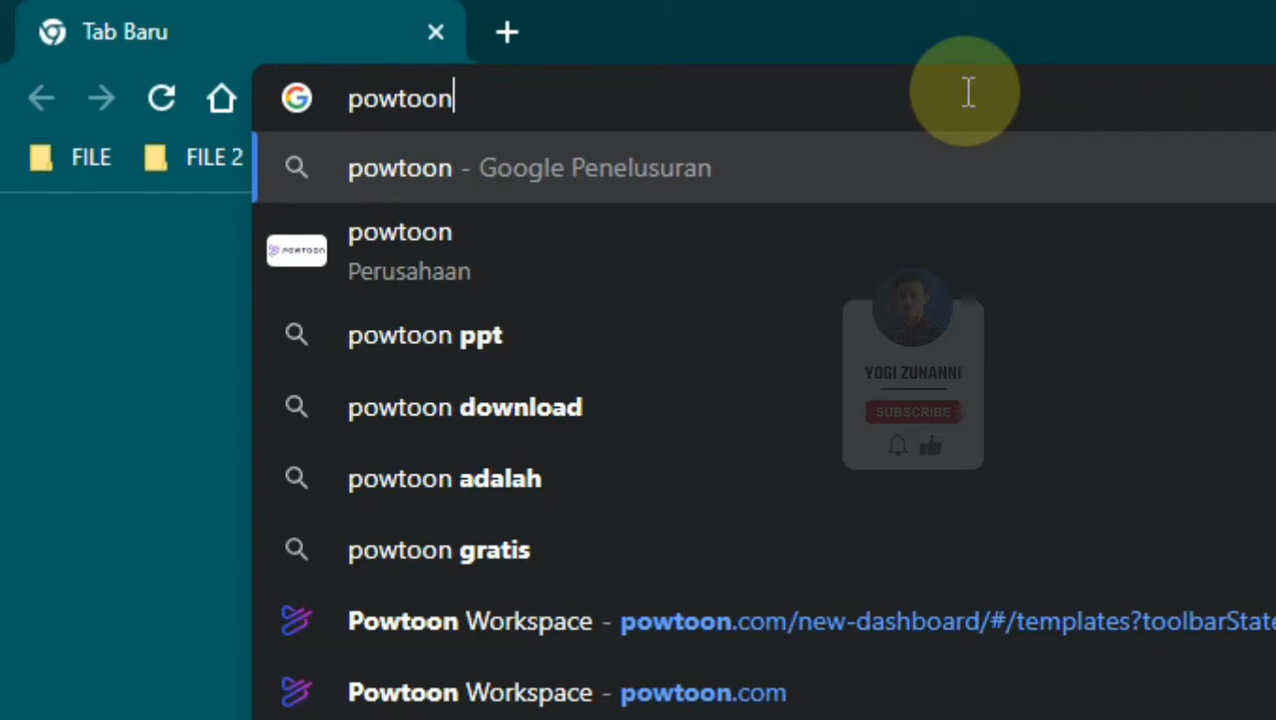 Tab Baru
powtoon
FILE
FILE 2
powtoon - Google Penelusuran
powtoon
POWTOON
Perusahaan
powtoon ppt
YOGI ZUNANNI
powtoon download
SUBSCRIBE
powtoon adalah
powtoon gratis
Powtoon Workspace - powtoon.com/new-dashboard/#/templates?toolbarState
Powtoon Workspace - powtoon.com